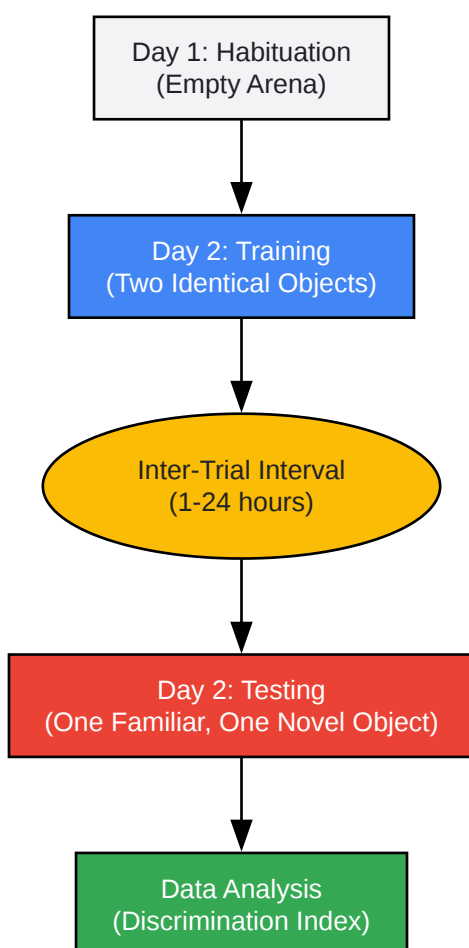 Day 1: Habituation
(Empty Arena)
Day 2: Training
(Two Identical Objects)
Inter-Trial Interval
(1-24 hours)
Day 2: Testing
(One Familiar, One Novel Object)
Data Analysis
(Discrimination Index)